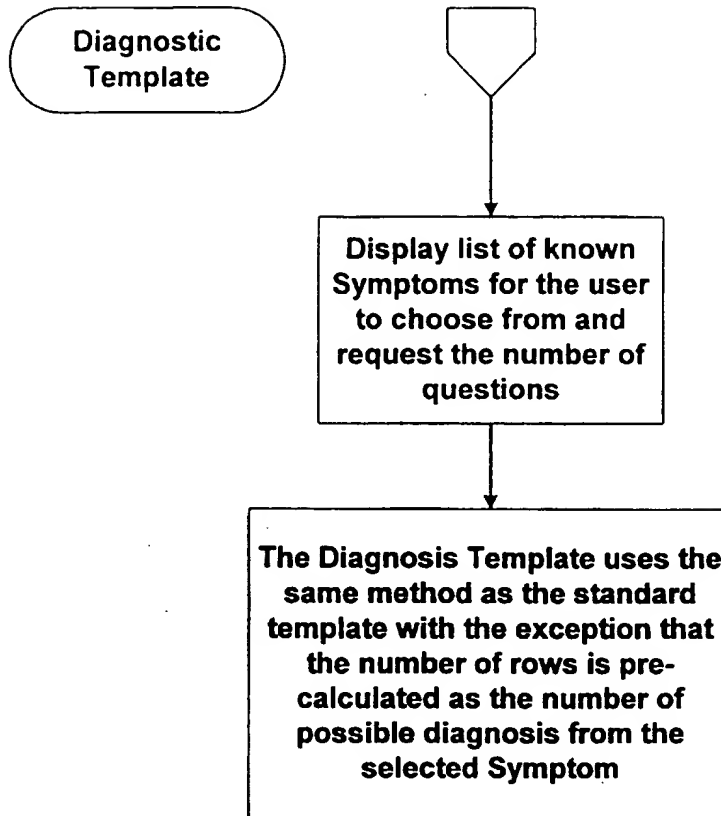 Diagnostic
Template
Display list of known
Symptoms for the user
to choose from and
request the number of
questions
The Diagnosis Template uses the
same method as the standard
template with the exception that
the number of rows is pre-
calculated as the number of
possible diagnosis from the
selected Symptom